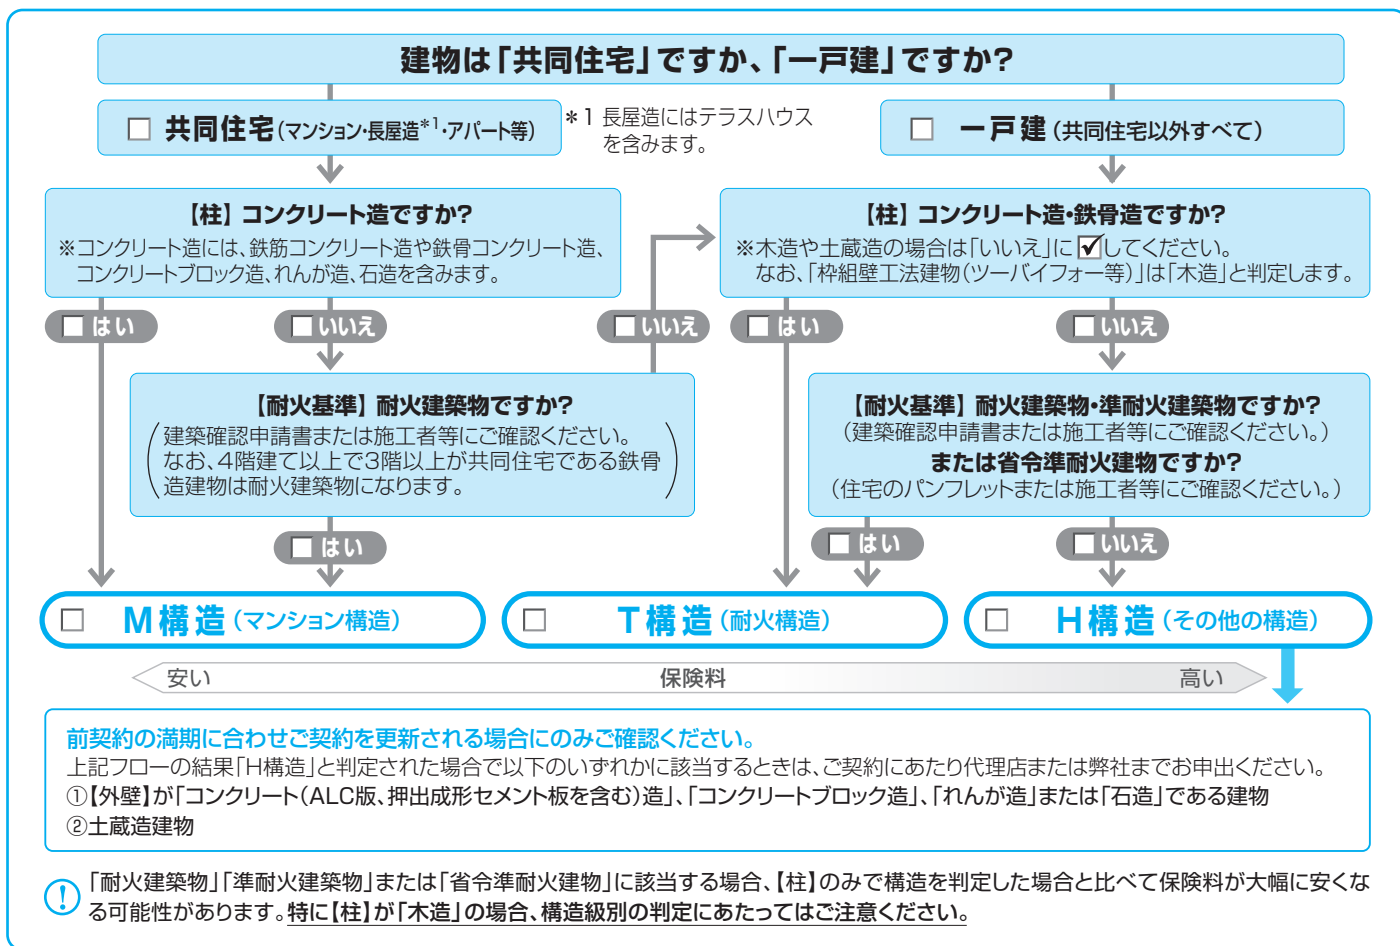 建物は「共同住宅」ですか、「一戸建」ですか?
共同住宅(マンション・長屋造*1・アパート等)
*1 長屋造にはテラスハウス
を含みます。
一戸建(共同住宅以外すべて)
【柱】コンクリート造ですか?
※コンクリート造には、鉄筋コンクリート造や鉄骨コンクリート造、
コンクリートブロック造、れんが造、石造を含みます。
【柱】コンクリート造・鉄骨造ですか?
※木造や土蔵造の場合は「いいえ」に☑してください。
なお、「枠組壁工法建物(ツーバイフォー等)」は「木造」と判定します。
はい
いいえ
いいえ
はい
いいえ
【耐火基準】耐火建築物ですか?
建築確認申請書または施工者等にご確認ください。
なお、4階建て以上で3階以上が共同住宅である鉄骨
造建物は耐火建築物になります。
【耐火基準】耐火建築物・準耐火建築物ですか?
(建築確認申請書または施工者等にご確認ください。)
または省令準耐火建物ですか?
(住宅のパンフレットまたは施工者等にご確認ください。)
はい
はい
いいえ
M構造(マンション構造)
T構造(耐火構造)
H構造(その他の構造)
安い
保険料
高い
前契約の満期に合わせご契約を更新される場合にのみご確認ください。
上記フローの結果「H構造」と判定された場合で以下のいずれかに該当するときは、ご契約にあたり代理店または弊社までお申出ください。
①【外壁】が「コンクリート(ALC版、押出成形セメント板を含む)造」、「コンクリートブロック造」、「れんが造」または「石造」である建物
②土蔵造建物
! 「耐火建築物」「準耐火建築物」または「省令準耐火建物」に該当する場合、【柱】のみで構造を判定した場合と比べて保険料が大幅に安くな
る可能性があります。特に【柱】が「木造」の場合、構造級別の判定にあたってはご注意ください。